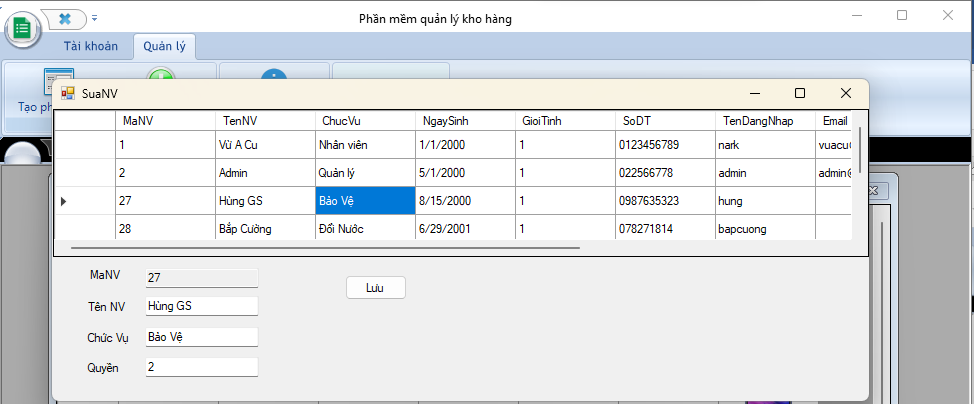 Phần mềm quản lý kho hàng
Tài khoản Quản lý
Tạo ph
SuaNV
MaNV TenNV ChucVu NgaySinh GioiTinh SoDT TenDangNhap Email
1 Vừ A Cu Nhân viên 1/1/2000 1 0123456789 nark vuacu
2 Admin Quản lý 5/1/2000 1 022566778 admin admin@
27 Hùng GS Bảo Vệ 8/15/2000 1 0987635323 hung
28 Bắp Cường Đổi Nước 6/29/2001 1 078271814 bapcuong
MaNV 27
Lưu
Tên NV Hùng GS
Chức Vụ Bảo Vệ
Quyền 2